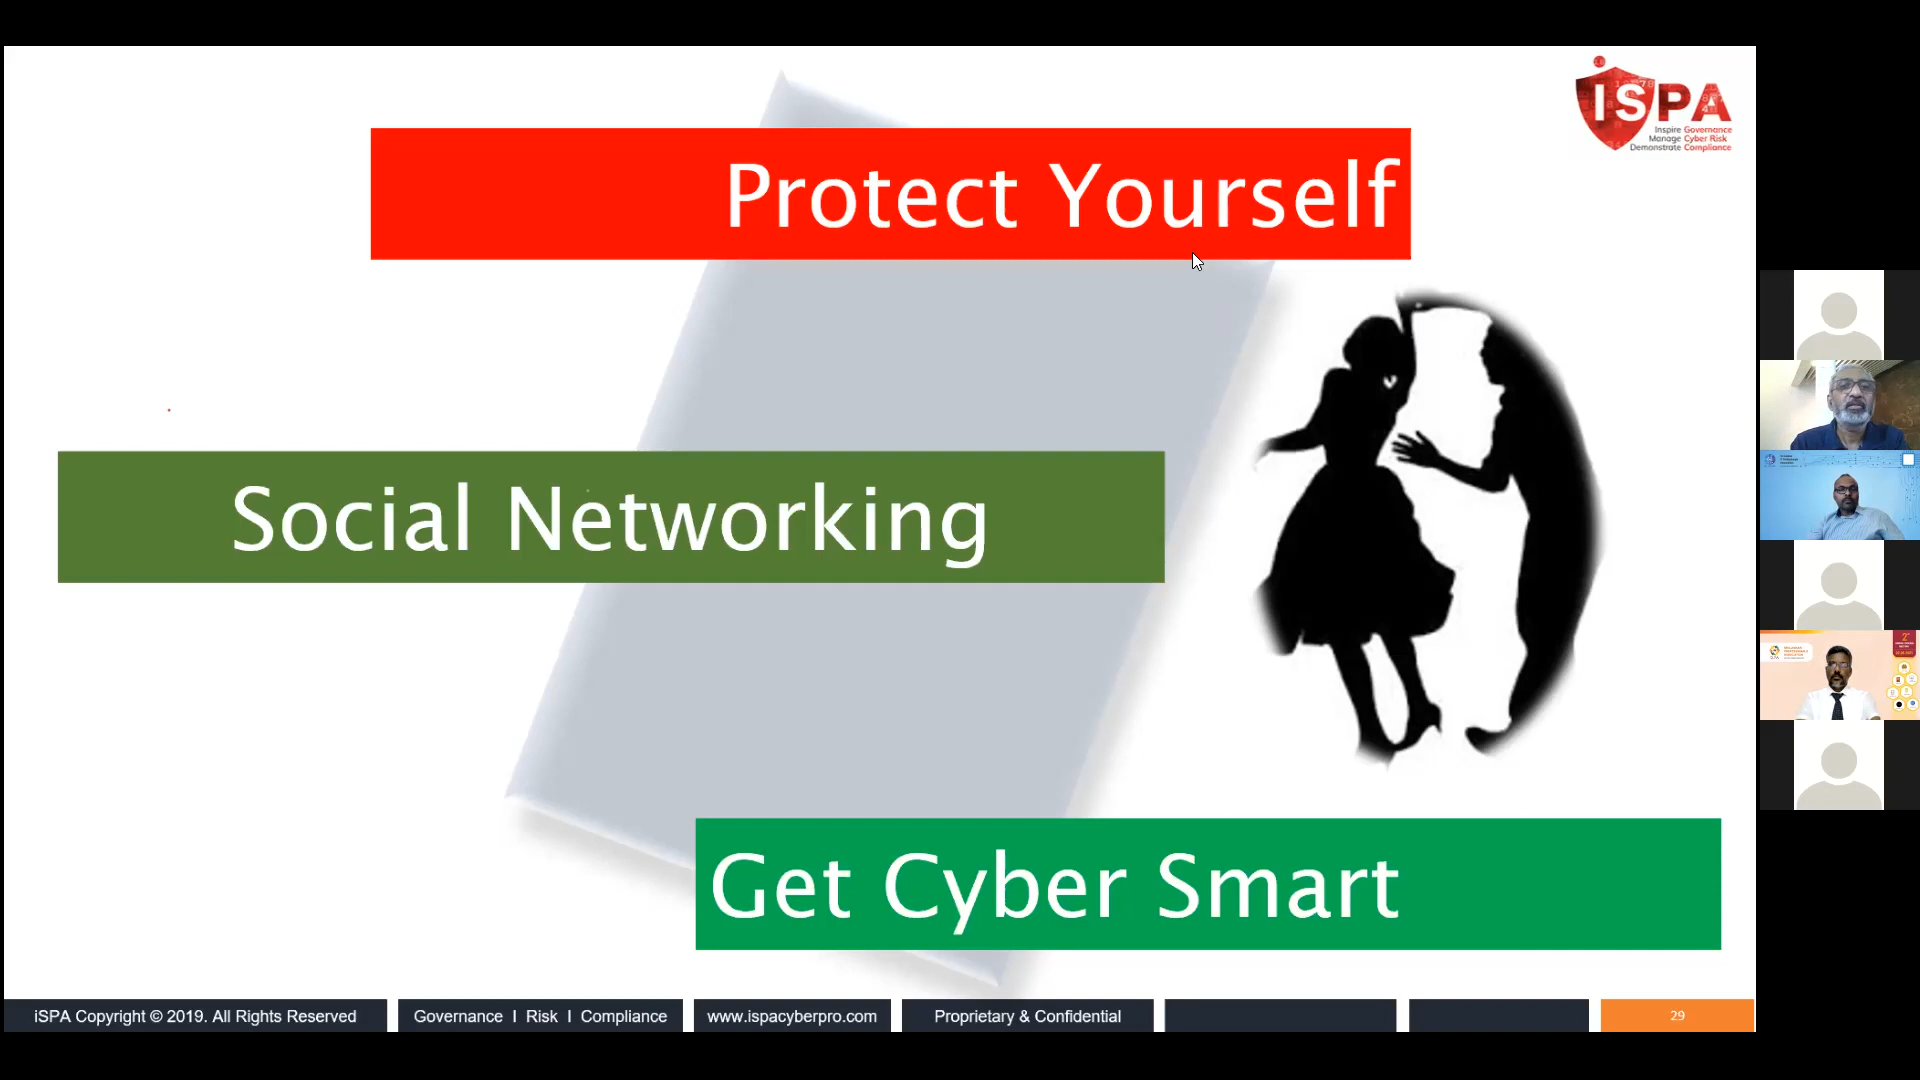 iSPA
Inspire Governance
Manage Cyber Risk
Demonstrate Compliance
Protect Yourself
Social Networking
Get Cyber Smart
iSPA Copyright © 2019. All Rights Reserved
Governance I Risk I Compliance
www.ispacyberpro.com
Proprietary & Confidential
29